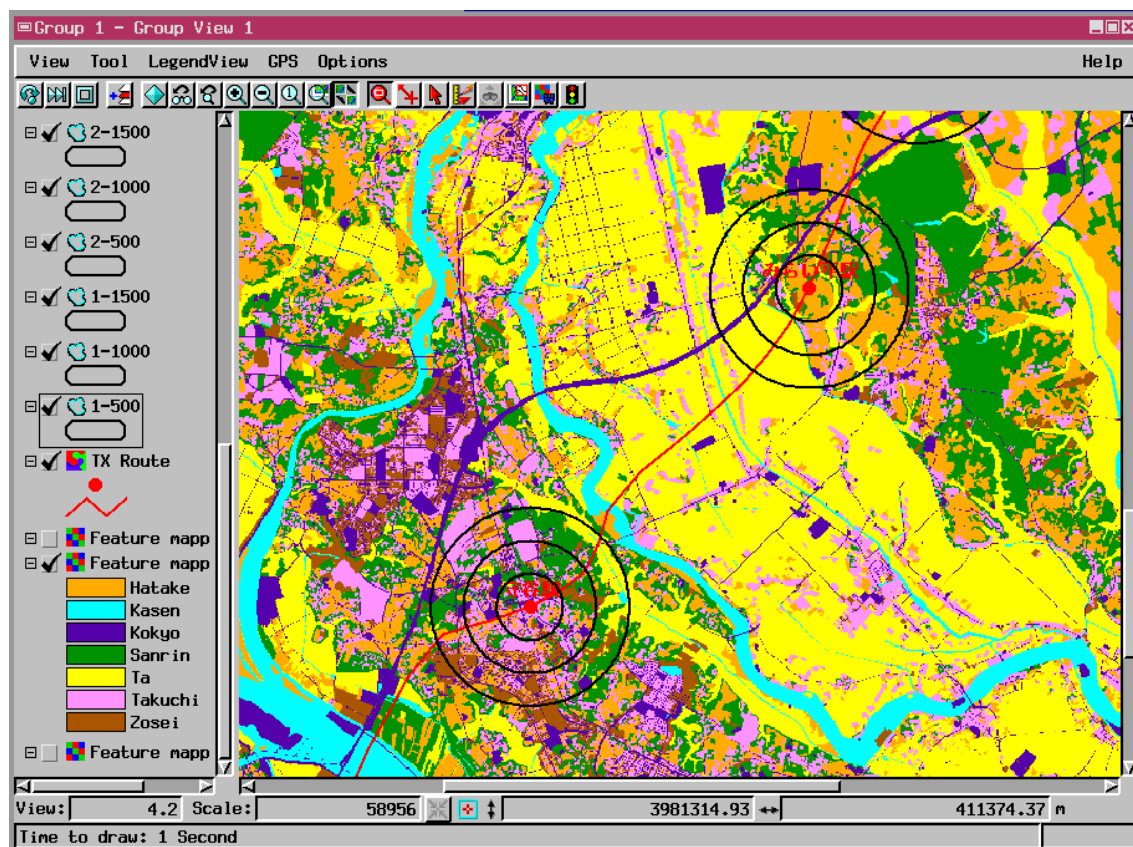 Group 1 - Group View 1
View Tool LegendView GPS Options Help
2-1500
2-1000
2-500
1-1500
1-1000
1-500
TX Route
Feature mapp
Feature mapp
Hatake
Kasen
Kokyo
Sanrin
Ta
Takuchi
Zosei
Feature mapp
View: 4.2 Scale: 58956 3981314.93 411374.37 m
Time to draw: 1 Second